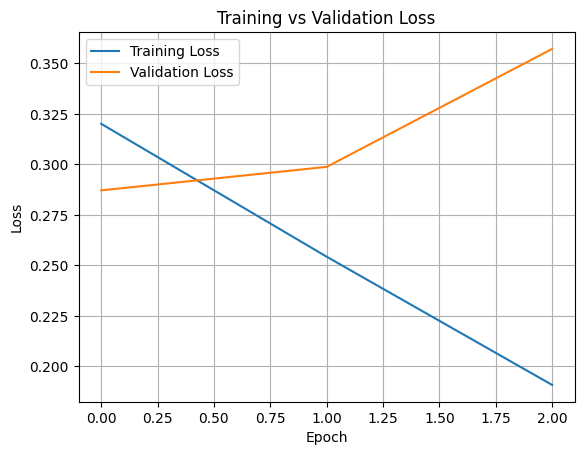 Training vs Validation Loss
Training Loss
Validation Loss
0.350
0.325
0.300
0.275
0.250
0.225
0.200
Loss
0.00 0.25 0.50 0.75 1.00 1.25 1.50 1.75 2.00
Epoch